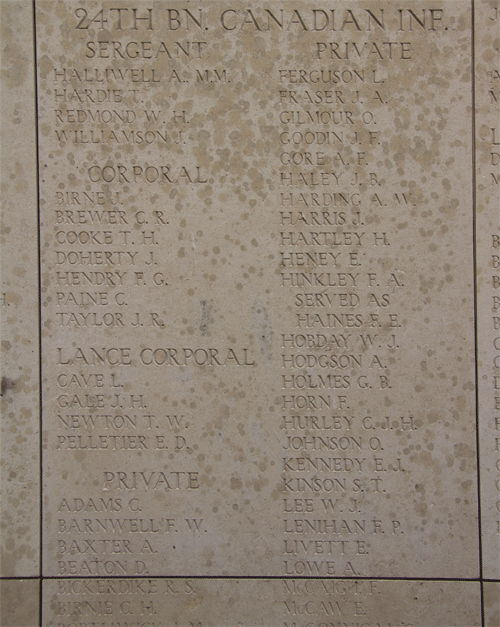 24TH BN. CANADIAN INF.
SERGEANT
HALLIWELL A., M.M.
HARDIE T.
REDMOND W. H.
WILLIAMSON J.
CORPORAL
BIRNE J.
BREWER C. R.
COOKE T. H.
DOHERTY J.
HENDRY F. G.
PAINE C.
TAYLOR J. R.
LANCE CORPORAL
CAVE L.
GALE J. H.
NEWTON T. W.
PELLETIER E. D.
PRIVATE
ADAMS C.
BARNWELL F. W.
BAXTER A.
BEATON D.
BICKERDIKE R. S.
BIRNIE C. H.
PRIVATE
FERGUSON L.
FRASER J. A.
GILMOUR O.
GOODIN J. F.
GORE A. F.
HALEY J. B.
HARDING A. W.
HARRIS J.
HARTLEY H.
HENEY E.
HINKLEY F. A.
SERVED AS
HAINES F. E.
HOBDAY W. J.
HODGSON A.
HOLMES G. B.
HORN F.
HURLEY C. J. H.
JOHNSON O.
KENNEDY E. J.
KINSON S. T.
LEE W. J.
LENIHAN F. P.
LIVETT E.
LOWE A.
McCAIG F.
McCAW E.